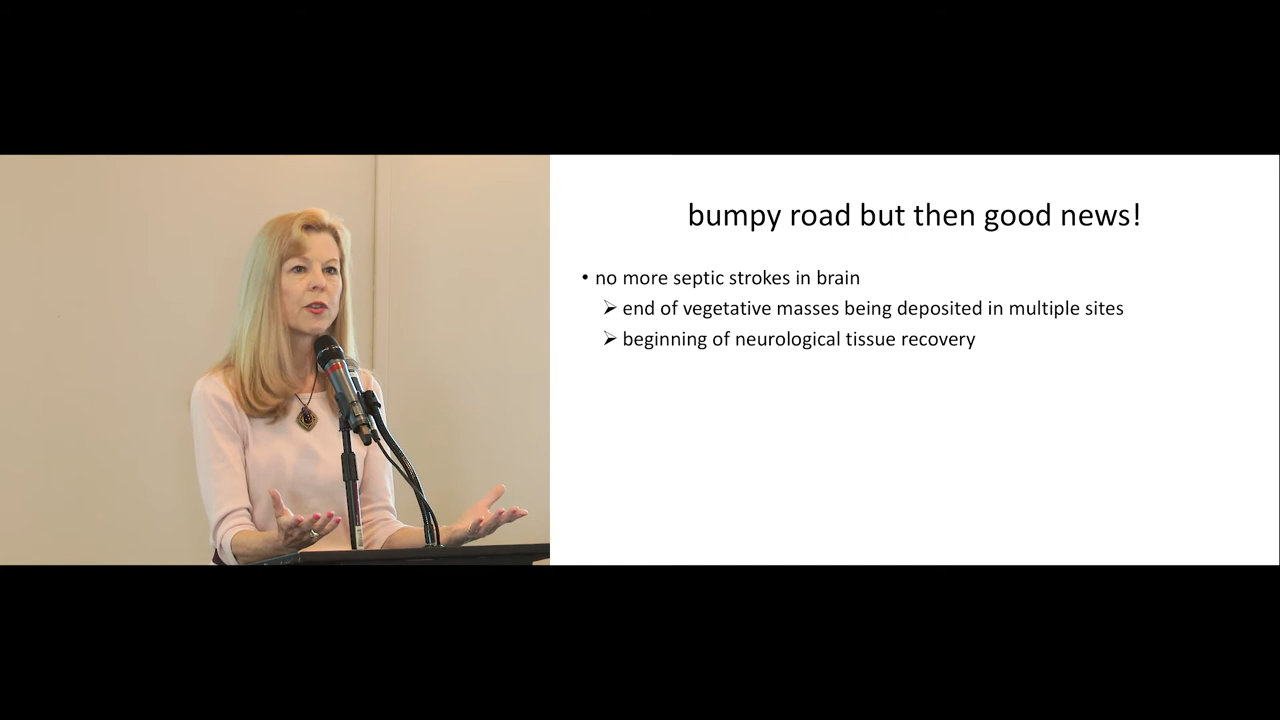 bumpy road but then good news!
• no more septic strokes in brain
➢ end of vegetative masses being deposited in multiple sites
➢ beginning of neurological tissue recovery